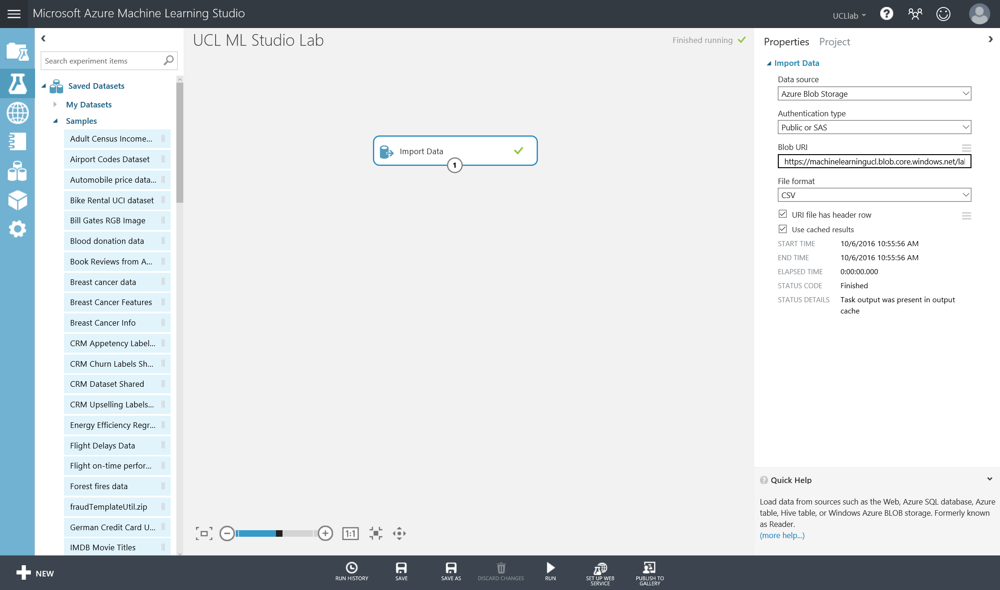 Microsoft Azure Machine Learning Studio
UCLlab
?
Search experiment items
Saved Datasets
My Datasets
Samples
Adult Census Income...
Airport Codes Dataset
Automobile price data...
Bike Rental UCI dataset
Bill Gates RGB Image
Blood donation data
Book Reviews from A...
Breast cancer data
Breast Cancer Features
Breast Cancer Info
CRM Appetency Label...
CRM Churn Labels Sh...
CRM Dataset Shared
CRM Upselling Labels...
Energy Efficiency Regr...
Flight Delays Data
Flight on-time perfor...
Forest fires data
fraudTemplateUtil.zip
German Credit Card U...
IMDB Movie Titles
UCL ML Studio Lab
Finished running
Import Data
1
1:1
Properties Project
Import Data
Data source
Azure Blob Storage
Authentication type
Public or SAS
Blob URI
https://machinelearningucl.blob.core.windows.net/la
File format
CSV
URI file has header row
Use cached results
START TIME 10/6/2016 10:55:56 AM
END TIME 10/6/2016 10:55:56 AM
ELAPSED TIME 0:00:00.000
STATUS CODE Finished
STATUS DETAILS Task output was present in output
cache
? Quick Help
Load data from sources such as the Web, Azure SQL database, Azure
table, Hive table, or Windows Azure BLOB storage. Formerly known
as Reader.
(more help...)
NEW
RUN HISTORY
SAVE
SAVE AS
DISCARD CHANGES
RUN
SET UP WEB
SERVICE
PUBLISH TO
GALLERY